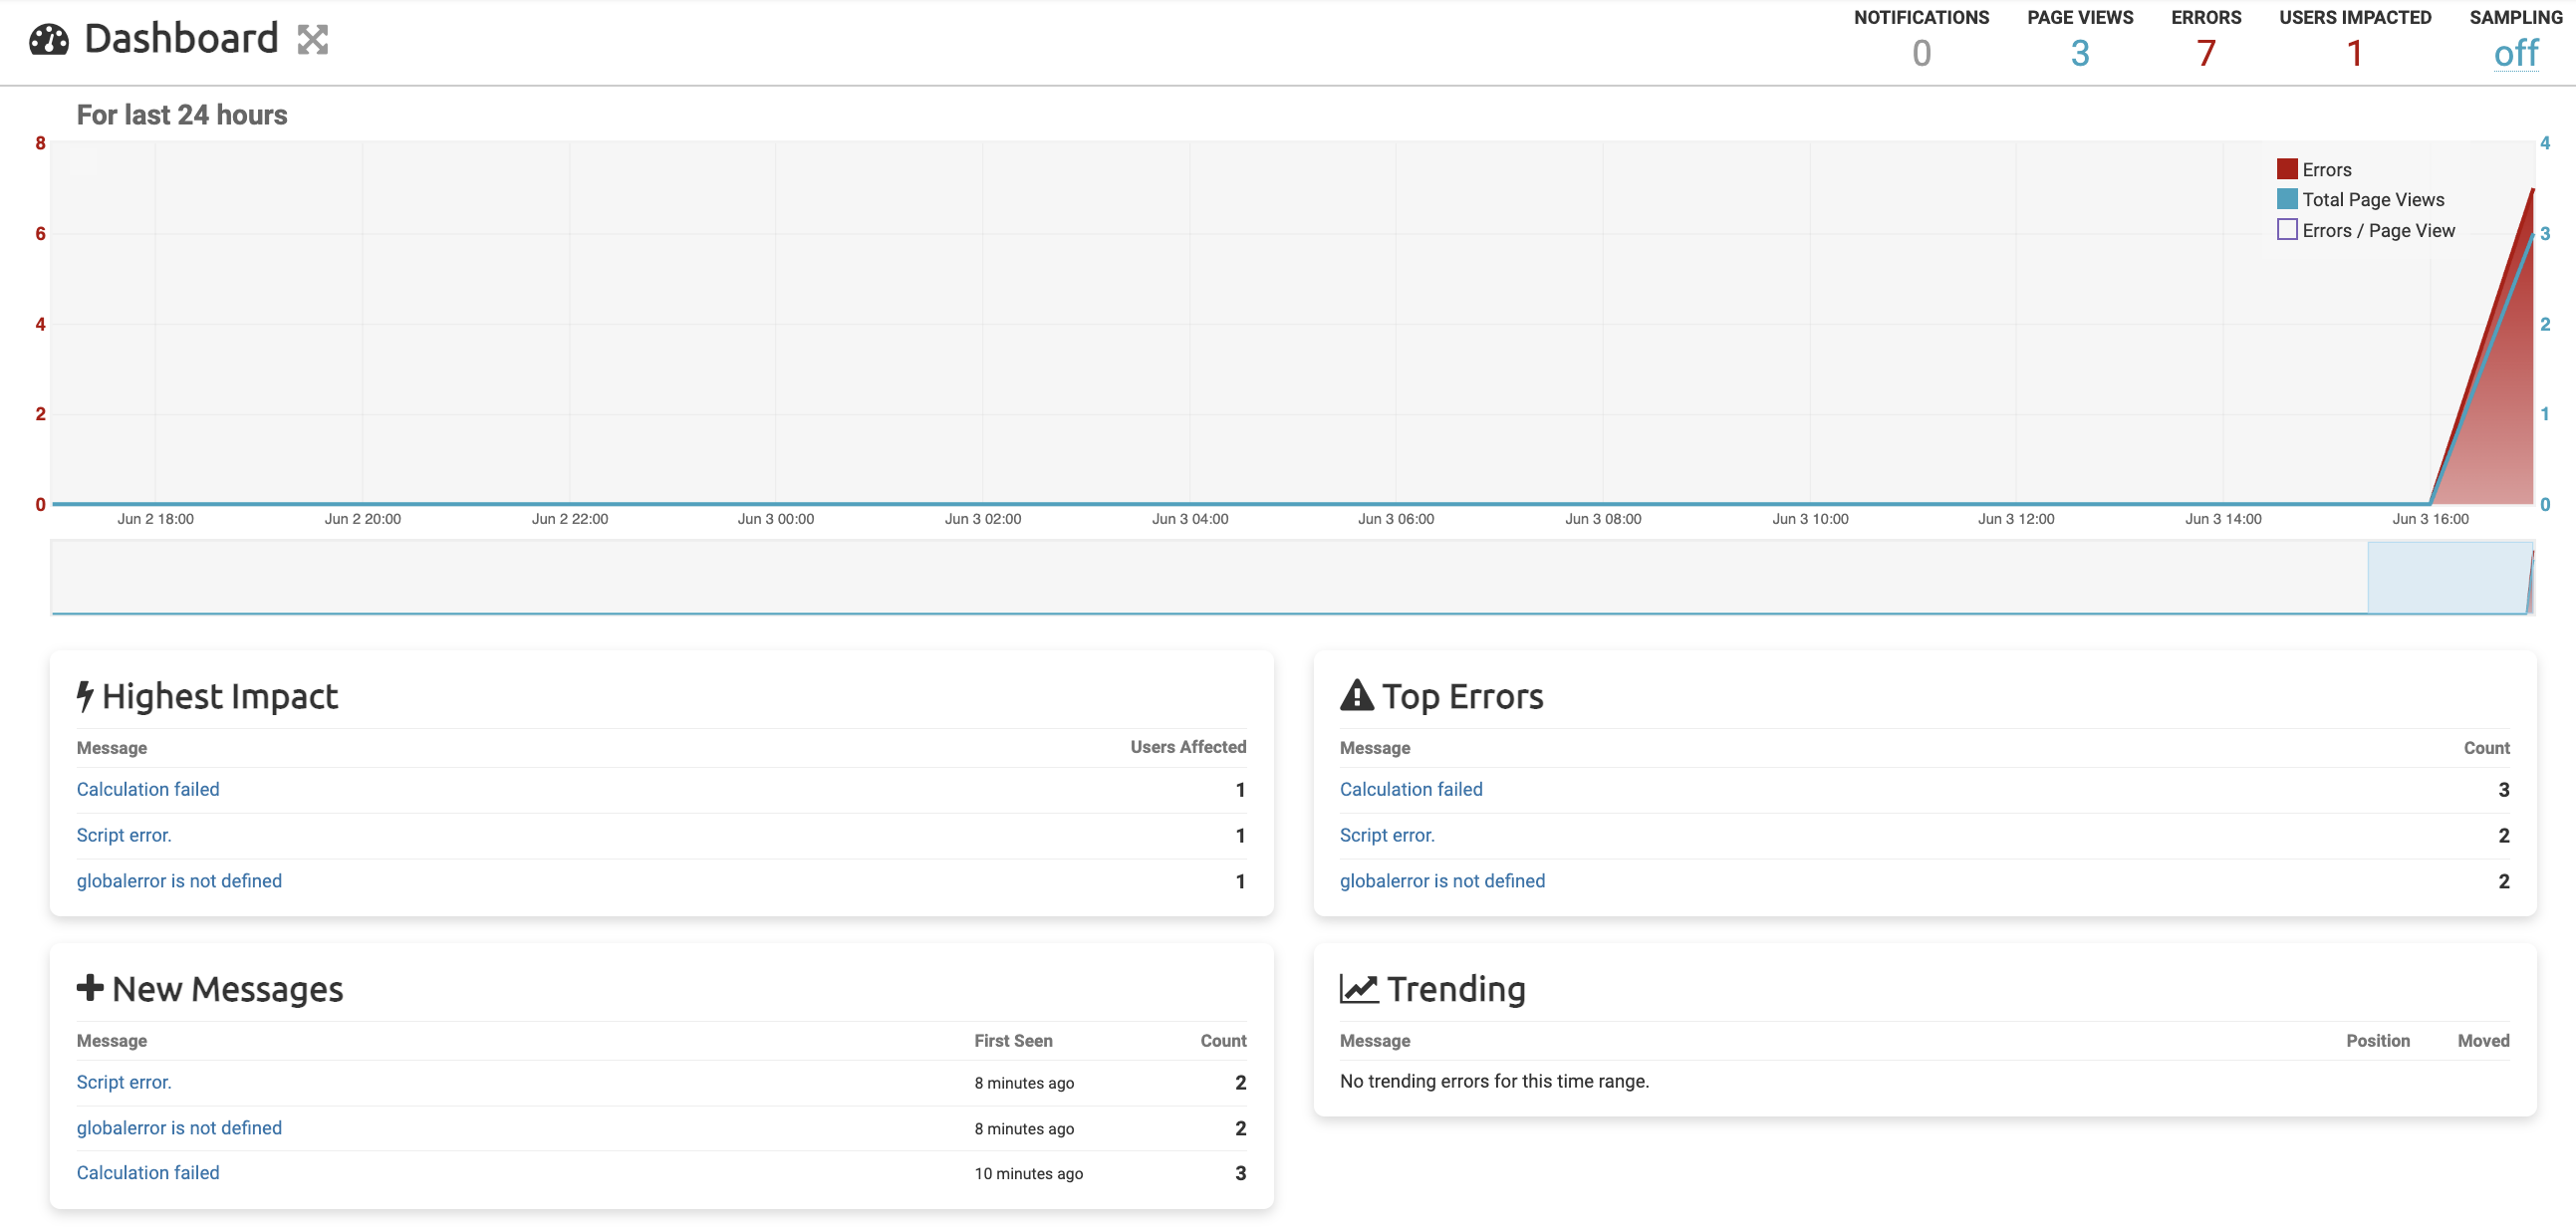 Dashboard
NOTIFICATIONS PAGE VIEWS ERRORS USERS IMPACTED SAMPLING
0 3 7 1 off
For last 24 hours
8 4
Errors
Total Page Views
6 Errors / Page View 3
4 2
2 1
0 0
Jun 2 18:00 Jun 2 20:00 Jun 2 22:00 Jun 3 00:00 Jun 3 02:00 Jun 3 04:00 Jun 3 06:00 Jun 3 08:00 Jun 3 10:00 Jun 3 12:00 Jun 3 14:00 Jun 3 16:00
Highest Impact
Message Users Affected
Calculation failed 1
Script error. 1
globalerror is not defined 1
Top Errors
Message Count
Calculation failed 3
Script error. 2
globalerror is not defined 2
New Messages
Message First Seen Count
Script error. 8 minutes ago 2
globalerror is not defined 8 minutes ago 2
Calculation failed 10 minutes ago 3
Trending
Message Position Moved
No trending errors for this time range.